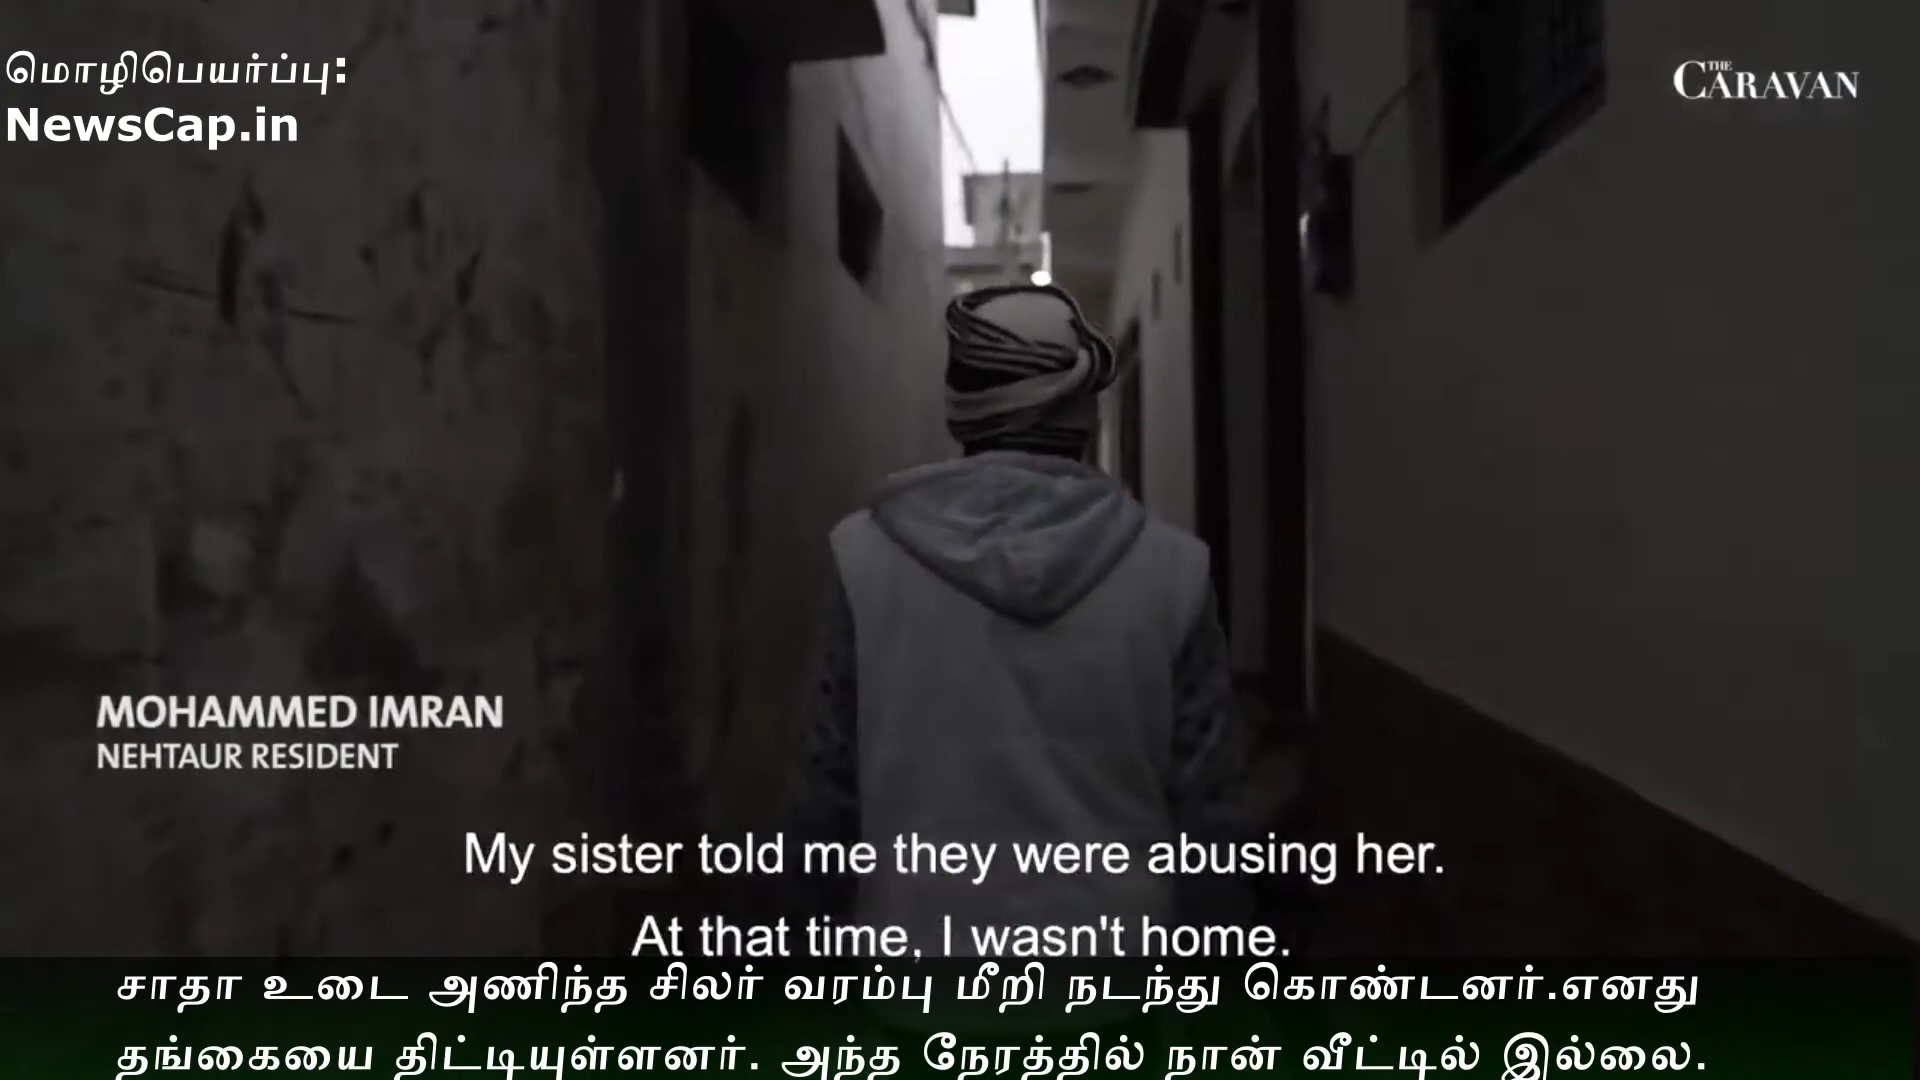 மொழிபெயர்ப்பு:
NewsCap.in
THE
CARAVAN
MOHAMMED IMRAN
NEHTAUR RESIDENT
My sister told me they were abusing her.
At that time, I wasn't home.
சாதா உடை அணிந்த சிலர் வரம்பு மீறி நடந்து கொண்டனர்.எனது
தங்கையை திட்டியுள்ளனர். அந்த நேரத்தில் நான் வீட்டில் இல்லை.